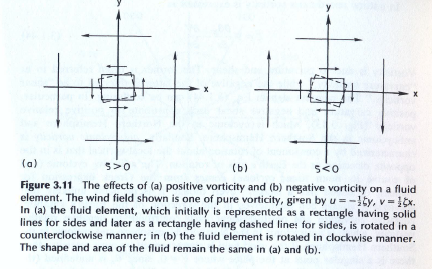 y y
x x
(a) ζ>0 (b) ζ<0
Figure 3.11 The effects of (a) positive vorticity and (b) negative vorticity on a fluid
element. The wind field shown is one of pure vorticity, given by u = −½ζy, v = ½ζx.
In (a) the fluid element, which initially is represented as a rectangle having solid
lines for sides and later as a rectangle having dashed lines for sides, is rotated in a
counterclockwise manner; in (b) the fluid element is rotated in clockwise manner.
The shape and area of the fluid remain the same in (a) and (b).